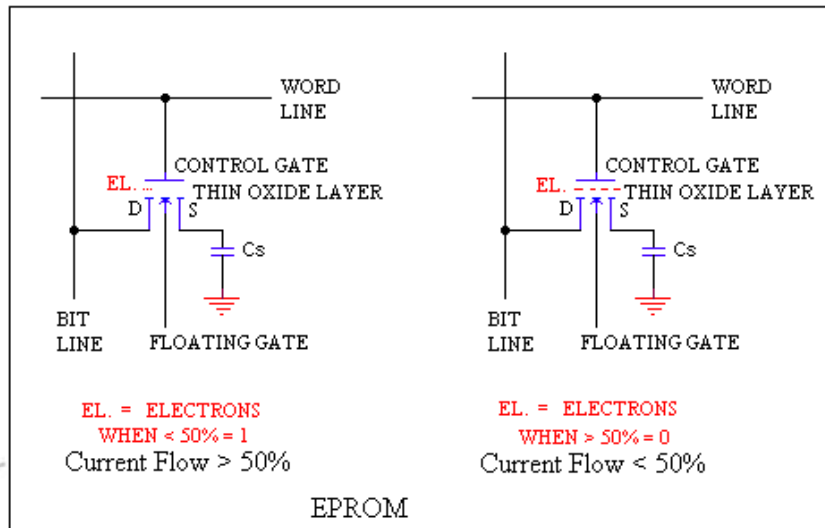 WORD
LINE
CONTROL GATE
EL.
THIN OXIDE LAYER
D
S
Cs
BIT
LINE
FLOATING GATE
EL. = ELECTRONS
WHEN < 50% = 1
Current Flow > 50%
WORD
LINE
CONTROL GATE
EL.
THIN OXIDE LAYER
D
S
Cs
BIT
LINE
FLOATING GATE
EL. = ELECTRONS
WHEN > 50% = 0
Current Flow < 50%
EPROM